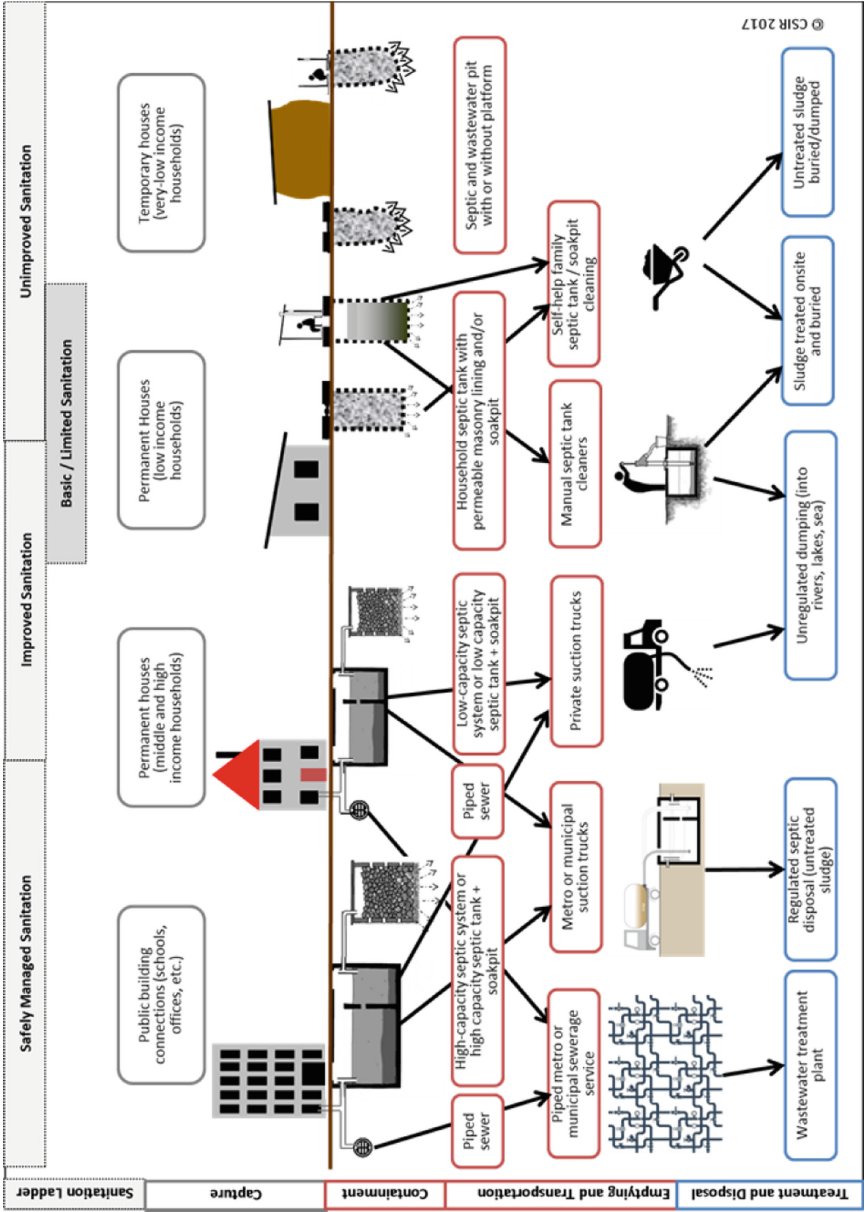 Sanitation Ladder
Safely Managed Sanitation
Improved Sanitation
Unimproved Sanitation
Basic / Limited Sanitation
Capture
Public building
connections (schools,
offices, etc.)
Permanent houses
(middle and high
income households)
Permanent Houses
(low income
households)
Temporary houses
(very-low income
households)
Containment
Emptying and Transportation
Piped
sewer
High-capacity septic system or
high capacity septic tank +
soakpit
Piped
sewer
Low-capacity septic
system or low capacity
septic tank + soakpit
Household septic tank with
permeable masonry lining and/or
soakpit
Septic and wastewater pit
with or without platform
Piped metro or
municipal sewerage
service
Metro or municipal
suction trucks
Private suction trucks
Manual septic tank
cleaners
Self-help family
septic tank / soakpit
cleaning
Treatment and Disposal
Wastewater treatment
plant
Regulated septic
disposal (untreated
sludge)
Unregulated dumping (into
rivers, lakes, sea)
Sludge treated onsite
and buried
Untreated sludge
buried/dumped
© CSIR 2017